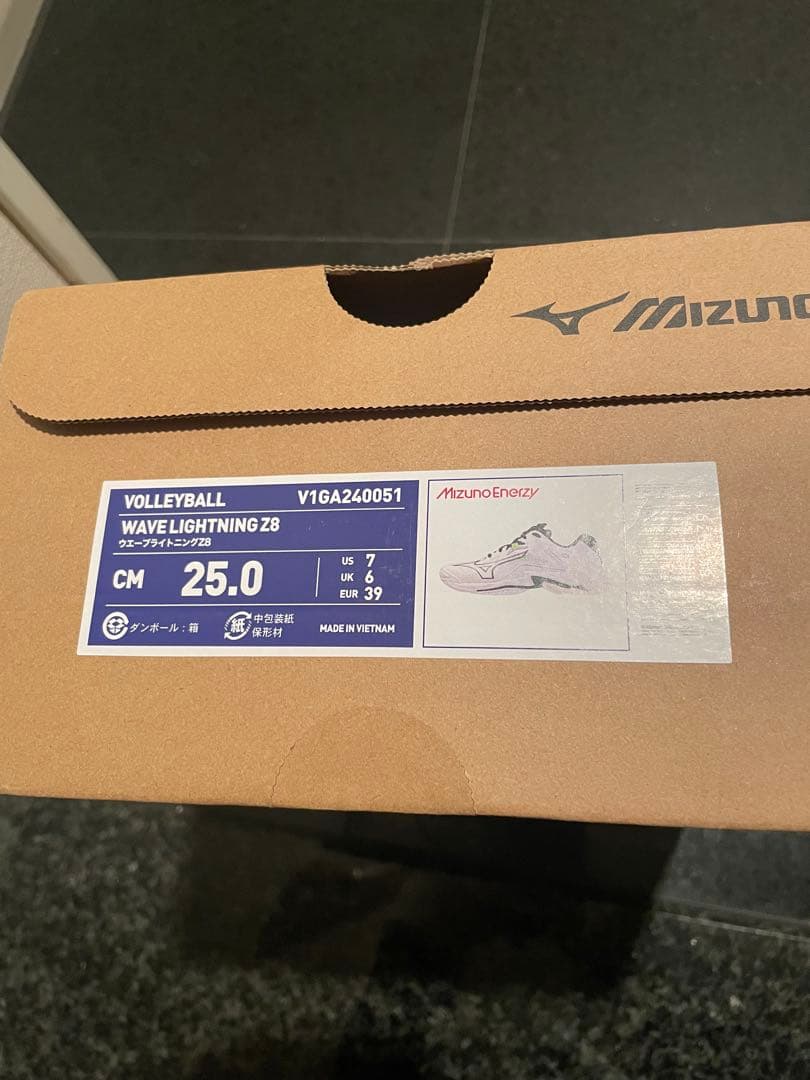 MIZUNO
VOLLEYBALL V1GA240051
WAVE LIGHTNING Z8
ウエーブライトニングZ8
CM 25.0
US 7
UK 6
EUR 39
ダンボール：箱
紙 中包装紙
保形材
MADE IN VIETNAM
MIZUNO ENERZY